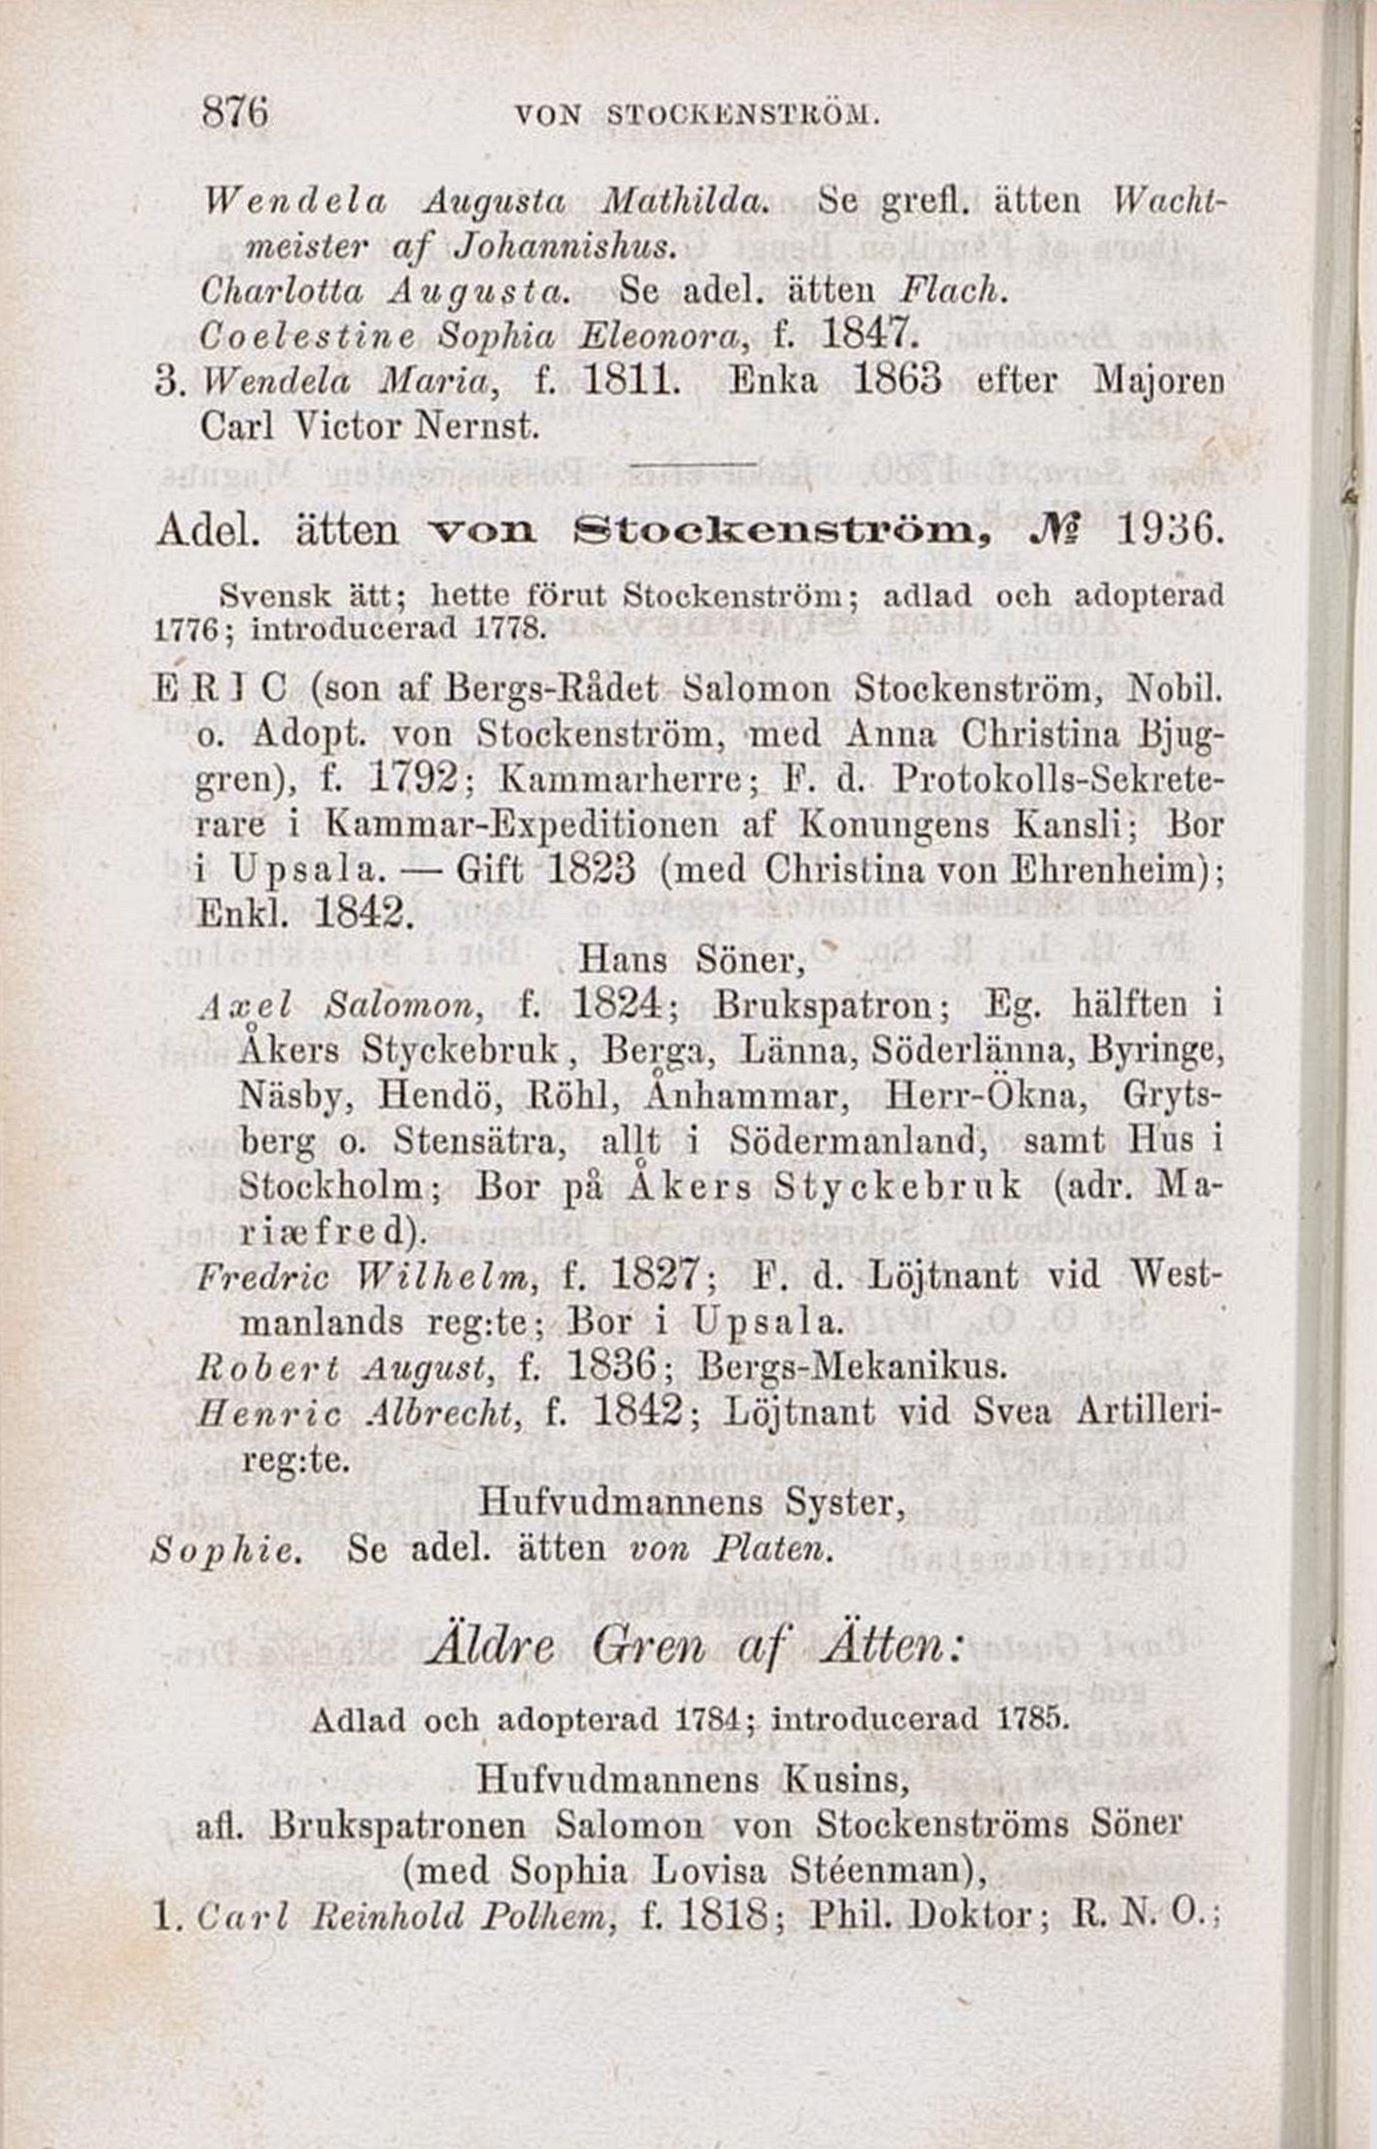 876 VON STOCKENSTRÖM.
Wendela Augusta Mathilda. Se grefl. ätten Wacht-
meister af Johannishus.
Charlotta Augusta. Se adel. ätten Flach.
Coelestine Sophia Eleonora, f. 1847.
3. Wendela Maria, f. 1811. Enka 1863 efter Majoren
Carl Victor Nernst.
Adel. ätten von Stockenström, № 1936.
Svensk ätt; hette förut Stockenström; adlad och adopterad
1776; introducerad 1778.
ERIC (son af Bergs-Rådet Salomon Stockenström, Nobil.
o. Adopt. von Stockenström, med Anna Christina Bjug-
gren), f. 1792; Kammarherre; F. d. Protokolls-Sekrete-
rare i Kammar-Expeditionen af Konungens Kansli; Bor
i Upsala. — Gift 1823 (med Christina von Ehrenheim);
Enkl. 1842.
Hans Söner,
Axel Salomon, f. 1824; Brukspatron; Eg. hälften i
Åkers Styckebruk, Berga, Länna, Söderlänna, Byringe,
Näsby, Hendö, Röhl, Ånhammar, Herr-Ökna, Gryts-
berg o. Stensätra, allt i Södermanland, samt Hus i
Stockholm; Bor på Åkers Styckebruk (adr. Ma-
riæfred).
Fredric Wilhelm, f. 1827; F. d. Löjtnant vid West-
manlands reg:te; Bor i Upsala.
Robert August, f. 1836; Bergs-Mekanikus.
Henric Albrecht, f. 1842; Löjtnant vid Svea Artilleri-
reg:te.
Hufvudmannens Syster,
Sophie. Se adel. ätten von Platen.
Äldre Gren af Ätten:
Adlad och adopterad 1784; introducerad 1785.
Hufvudmannens Kusins,
afl. Brukspatronen Salomon von Stockenströms Söner
(med Sophia Lovisa Stéenman),
1. Carl Reinhold Polhem, f. 1818; Phil. Doktor; R. N. O.;